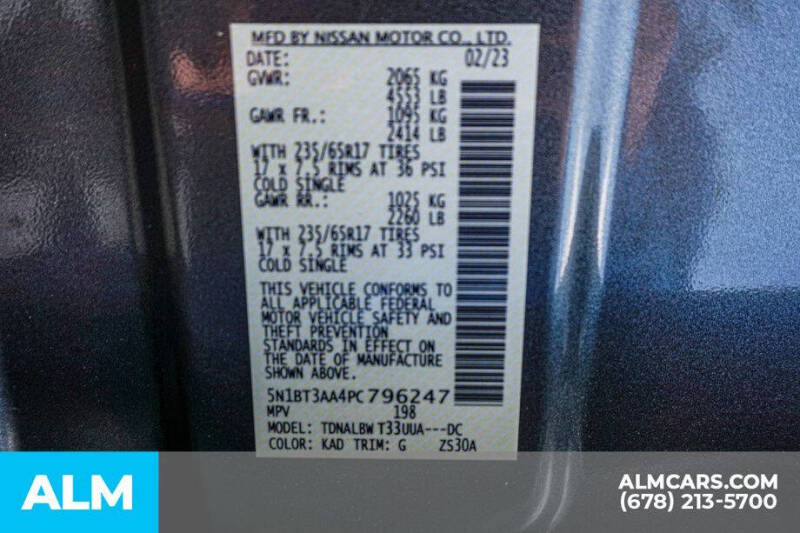 MFD BY NISSAN MOTOR CO., LTD.
DATE: 02/23
GVWR: 2065 KG
4553 LB
GAWR FR.: 1095 KG
2414 LB
WITH 235/65R17 TIRES
17 x 7.5 RIMS AT 36 PSI
COLD SINGLE
GAWR RR.: 1025 KG
2260 LB
WITH 235/65R17 TIRES
17 x 7.5 RIMS AT 33 PSI
COLD SINGLE
THIS VEHICLE CONFORMS TO
ALL APPLICABLE FEDERAL
MOTOR VEHICLE SAFETY AND
THEFT PREVENTION
STANDARDS IN EFFECT ON
THE DATE OF MANUFACTURE
SHOWN ABOVE.
5N1BT3AA4PC796247
MPV 198
MODEL: TDNALBW T33UUA---DC
COLOR: KAD TRIM: G ZS30A
ALM
ALMCARS.COM
(678) 213-5700